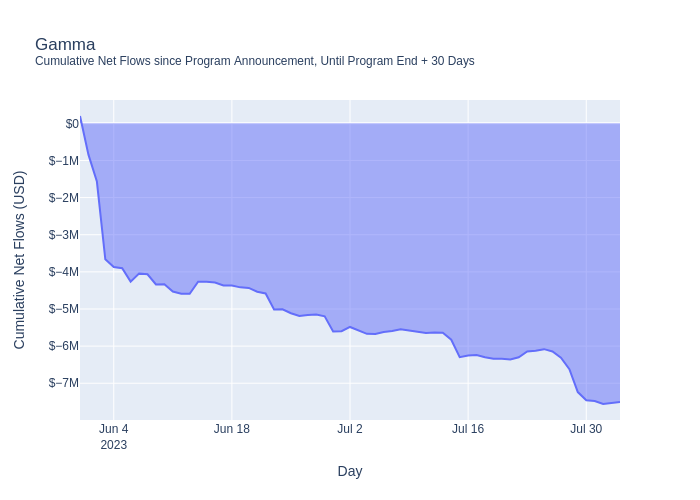 Gamma
Cumulative Net Flows since Program Announcement, Until Program End + 30 Days
Cumulative Net Flows (USD)
$0
$−1M
$−2M
$−3M
$−4M
$−5M
$−6M
$−7M
Jun 4
2023
Jun 18
Jul 2
Jul 16
Jul 30
Day